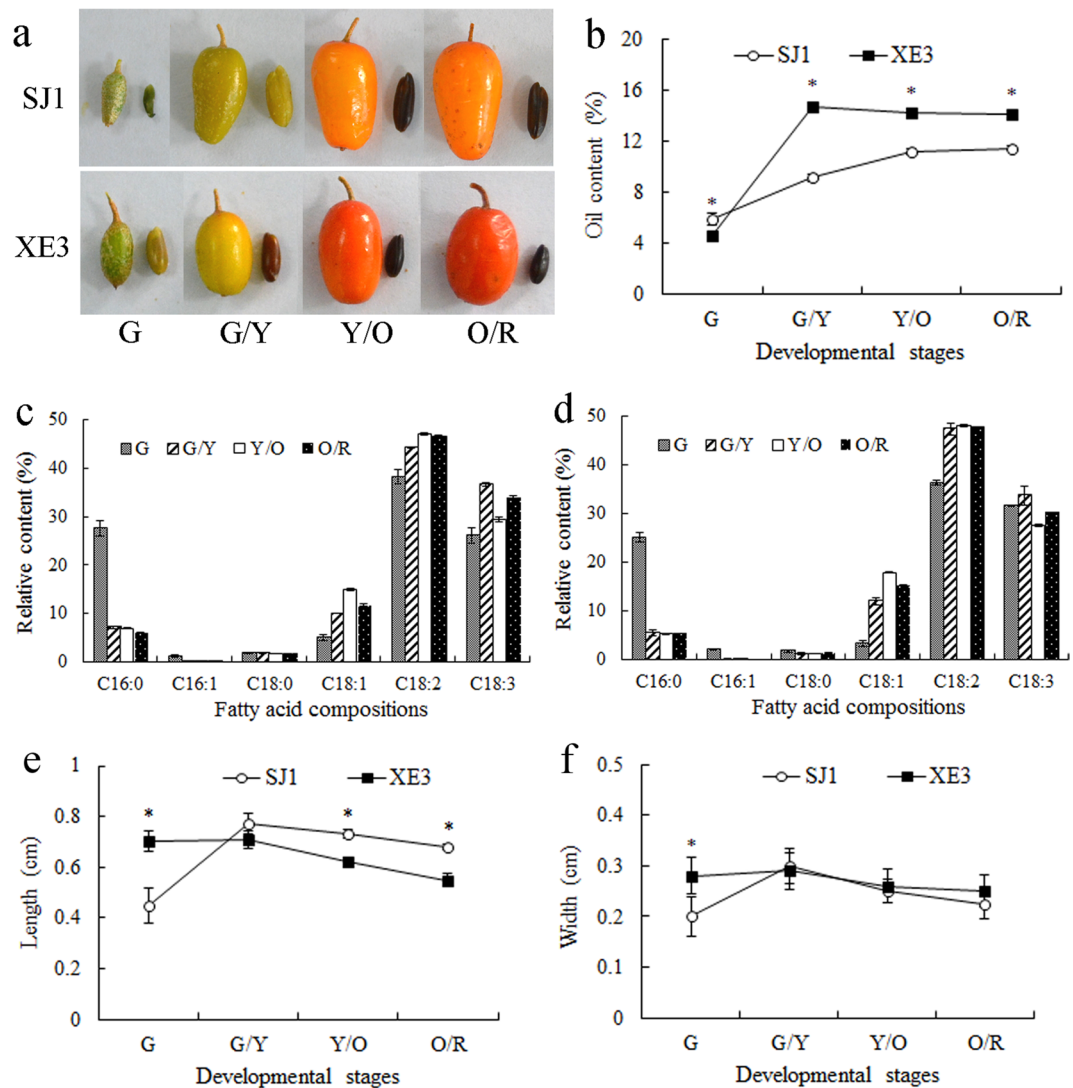 a
SJ1
XE3
G G/Y Y/O O/R
b
SJ1 XE3
Oil content (%)
20
16
12
8
4
0
* * * *
G G/Y Y/O O/R
Developmental stages
c
Relative content (%)
50
40
30
20
10
0
G G/Y Y/O O/R
C16:0 C16:1 C18:0 C18:1 C18:2 C18:3
Fatty acid compositions
d
Relative content (%)
50
40
30
20
10
0
G G/Y Y/O O/R
C16:0 C16:1 C18:0 C18:1 C18:2 C18:3
Fatty acid compositions
e
SJ1 XE3
Length (cm)
1
0.8
0.6
0.4
0.2
0
* * *
G G/Y Y/O O/R
Developmental stages
f
SJ1 XE3
Width (cm)
0.5
0.4
0.3
0.2
0.1
0
*
G G/Y Y/O O/R
Developmental stages